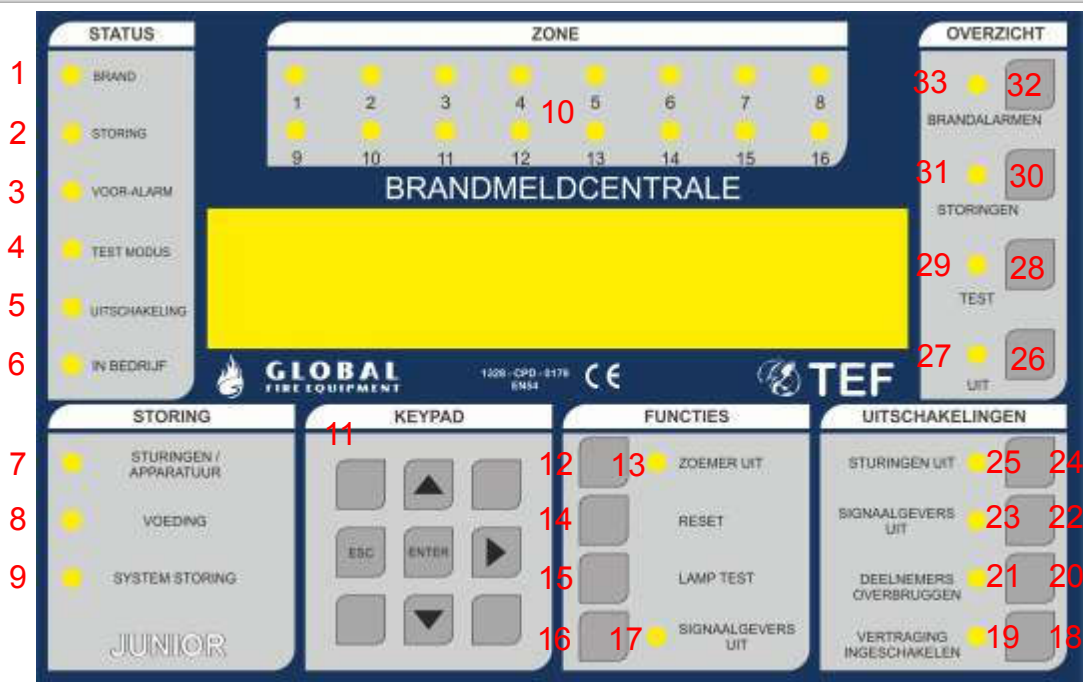 STATUS
ZONE
OVERZICHT
1 BRAND
2 STORING
3 VOOR-ALARM
4 TEST MODUS
5 UITSCHAKELING
6 IN BEDRIJF
1 2 3 4 5 6 7 8
10
9 10 11 12 13 14 15 16
BRANDMELDCENTRALE
33 32
BRANDALARMEN
31 30
STORINGEN
29 28
TEST
27 26
UIT
GLOBAL
FIRE EQUIPMENT
1328 - CPD - 0176
EN54
CE
TEF
STORING
7 STURINGEN /
APPARATUUR
8 VOEDING
9 SYSTEM STORING
JUNIOR
KEYPAD
11
ESC ENTER
FUNCTIES
12 13 ZOEMER UIT
14 RESET
15 LAMP TEST
16 17 SIGNAALGEVERS
UIT
UITSCHAKELINGEN
STURINGEN UIT 25 24
SIGNAALGEVERS
UIT 23 22
DEELNEMERS
OVERBRUGGEN 21 20
VERTRAGING
INGESCHAKELEN 19 18